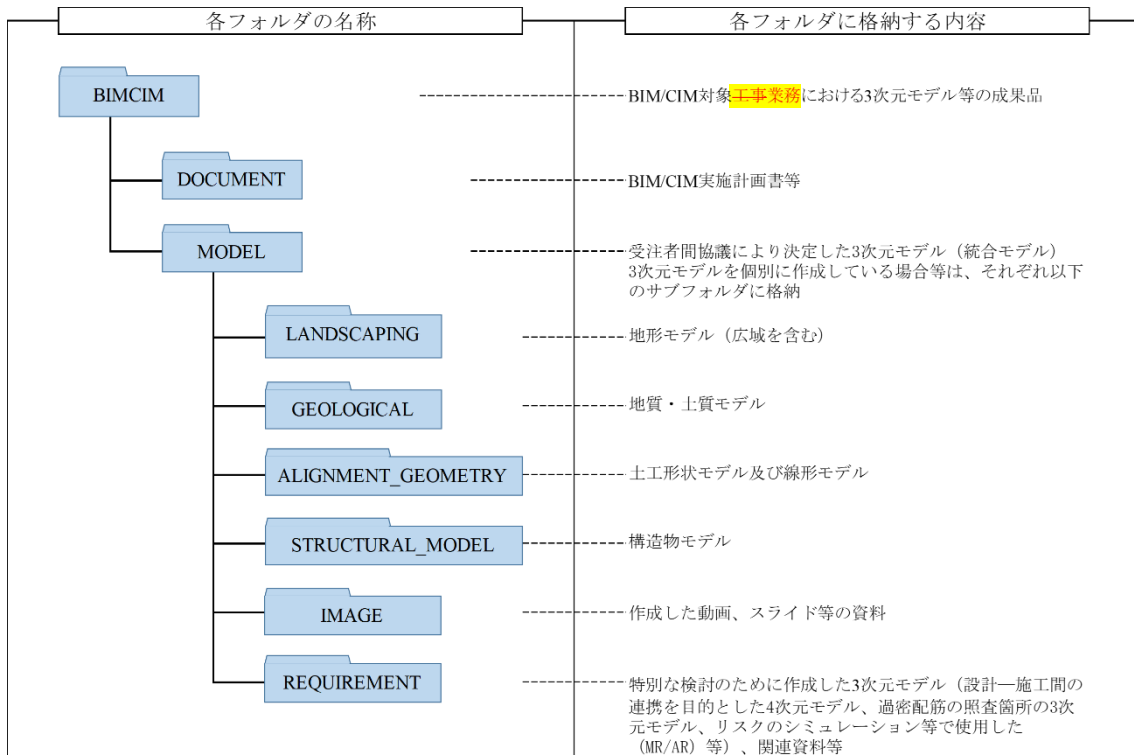 各フォルダの名称
各フォルダに格納する内容
BIMCIM
BIM/CIM対象工事業務における3次元モデル等の成果品
DOCUMENT
BIM/CIM実施計画書等
MODEL
受注者間協議により決定した3次元モデル（統合モデル）
3次元モデルを個別に作成している場合等は、それぞれ以下
のサブフォルダに格納
LANDSCAPING
地形モデル（広域を含む）
GEOLOGICAL
地質・土質モデル
ALIGNMENT_GEOMETRY
土工形状モデル及び線形モデル
STRUCTURAL_MODEL
構造物モデル
IMAGE
作成した動画、スライド等の資料
REQUIREMENT
特別な検討のために作成した3次元モデル（設計―施工間の
連携を目的とした4次元モデル、過密配筋の照査箇所の3次
元モデル、リスクのシミュレーション等で使用した
（MR/AR）等）、関連資料等